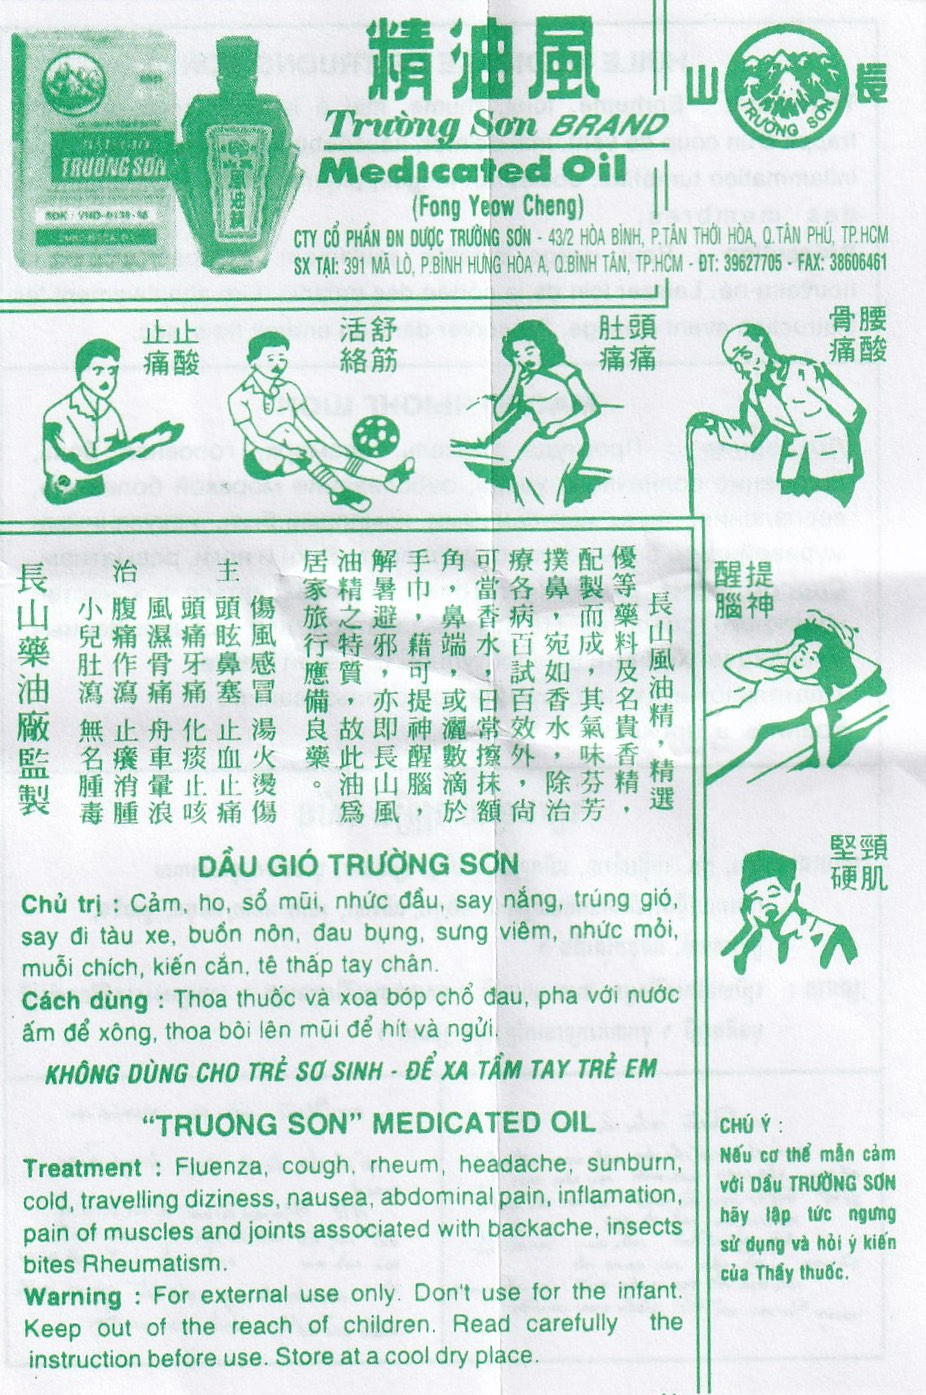 精油風
山 長
TRƯỜNG SƠN
Trường Sơn BRAND
Medicated Oil
(Fong Yeow Cheng)
CTY CỔ PHẦN ĐN DƯỢC TRƯỜNG SƠN - 43/2 HÒA BÌNH, P.TÂN THỚI HÒA, Q.TÂN PHÚ, TP.HCM
SX TẠI: 391 MÃ LÒ, P.BÌNH HƯNG HÒA A, Q.BÌNH TÂN, TP.HCM - ĐT: 39627705 - FAX: 38606461
TRƯỜNG SƠN
SĐK : VND-0138-98
風油精
止酸
止痛
舒筋
活絡
頭痛
肚痛
腰酸
骨痛
提神
醒腦
頸肌
堅硬
長山風油精，精選
優等藥料及名貴香精，
配製而成，其氣味芬芳
撲鼻，宛如香水，除治
療各病百試百效外，尚
可當香水，日常擦抹額
角、鼻端，或灑數滴於
手巾，藉可提神醒腦，
解暑避邪，亦即長山風
油精之特質，故此油爲
居家旅行應備良藥
主治
傷風感冒 湯火燙傷
頭眩鼻塞 止血止痛
頭痛牙痛 化痰止咳
風濕骨痛 舟車暈浪
腹痛作瀉 止癢消腫
小兒肚瀉 無名腫毒
長山藥油廠監製
DẦU GIÓ TRƯỜNG SƠN
Chủ trị : Cảm, ho, sổ mũi, nhức đầu, say nắng, trúng gió,
say đi tàu xe, buồn nôn, đau bụng, sưng viêm, nhức mỏi,
muỗi chích, kiến cắn, tê thấp tay chân.
Cách dùng : Thoa thuốc và xoa bóp chổ đau, pha với nước
ấm để xông, thoa bôi lên mũi để hít và ngửi.
KHÔNG DÙNG CHO TRẺ SƠ SINH - ĐỂ XA TẦM TAY TRẺ EM
“TRUONG SON” MEDICATED OIL
Treatment : Fluenza, cough, rheum, headache, sunburn,
cold, travelling diziness, nausea, abdominal pain, inflamation,
pain of muscles and joints associated with backache, insects
bites Rheumatism.
Warning : For external use only. Don't use for the infant.
Keep out of the reach of children. Read carefully the
instruction before use. Store at a cool dry place.
CHÚ Ý :
Nếu cơ thể mẫn cảm
với Dầu TRƯỜNG SƠN
hãy lập tức ngưng
sử dụng và hỏi ý kiến
của Thầy thuốc.